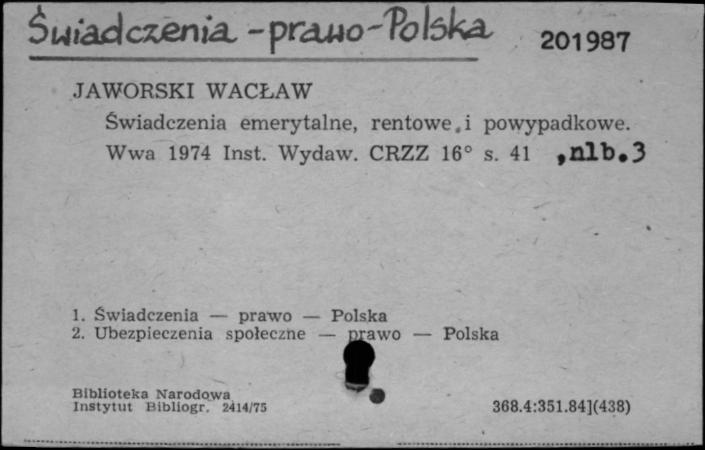 Świadczenia - prawo - Polska
201987
JAWORSKI WACŁAW
Świadczenia emerytalne, rentowe i powypadkowe.
Wwa 1974 Inst. Wydaw. CRZZ 16° s. 41 ,nlb.3
1. Świadczenia — prawo — Polska
2. Ubezpieczenia społeczne — prawo — Polska
Biblioteka Narodowa
Instytut Bibliogr. 2414/75
368.4:351.84](438)